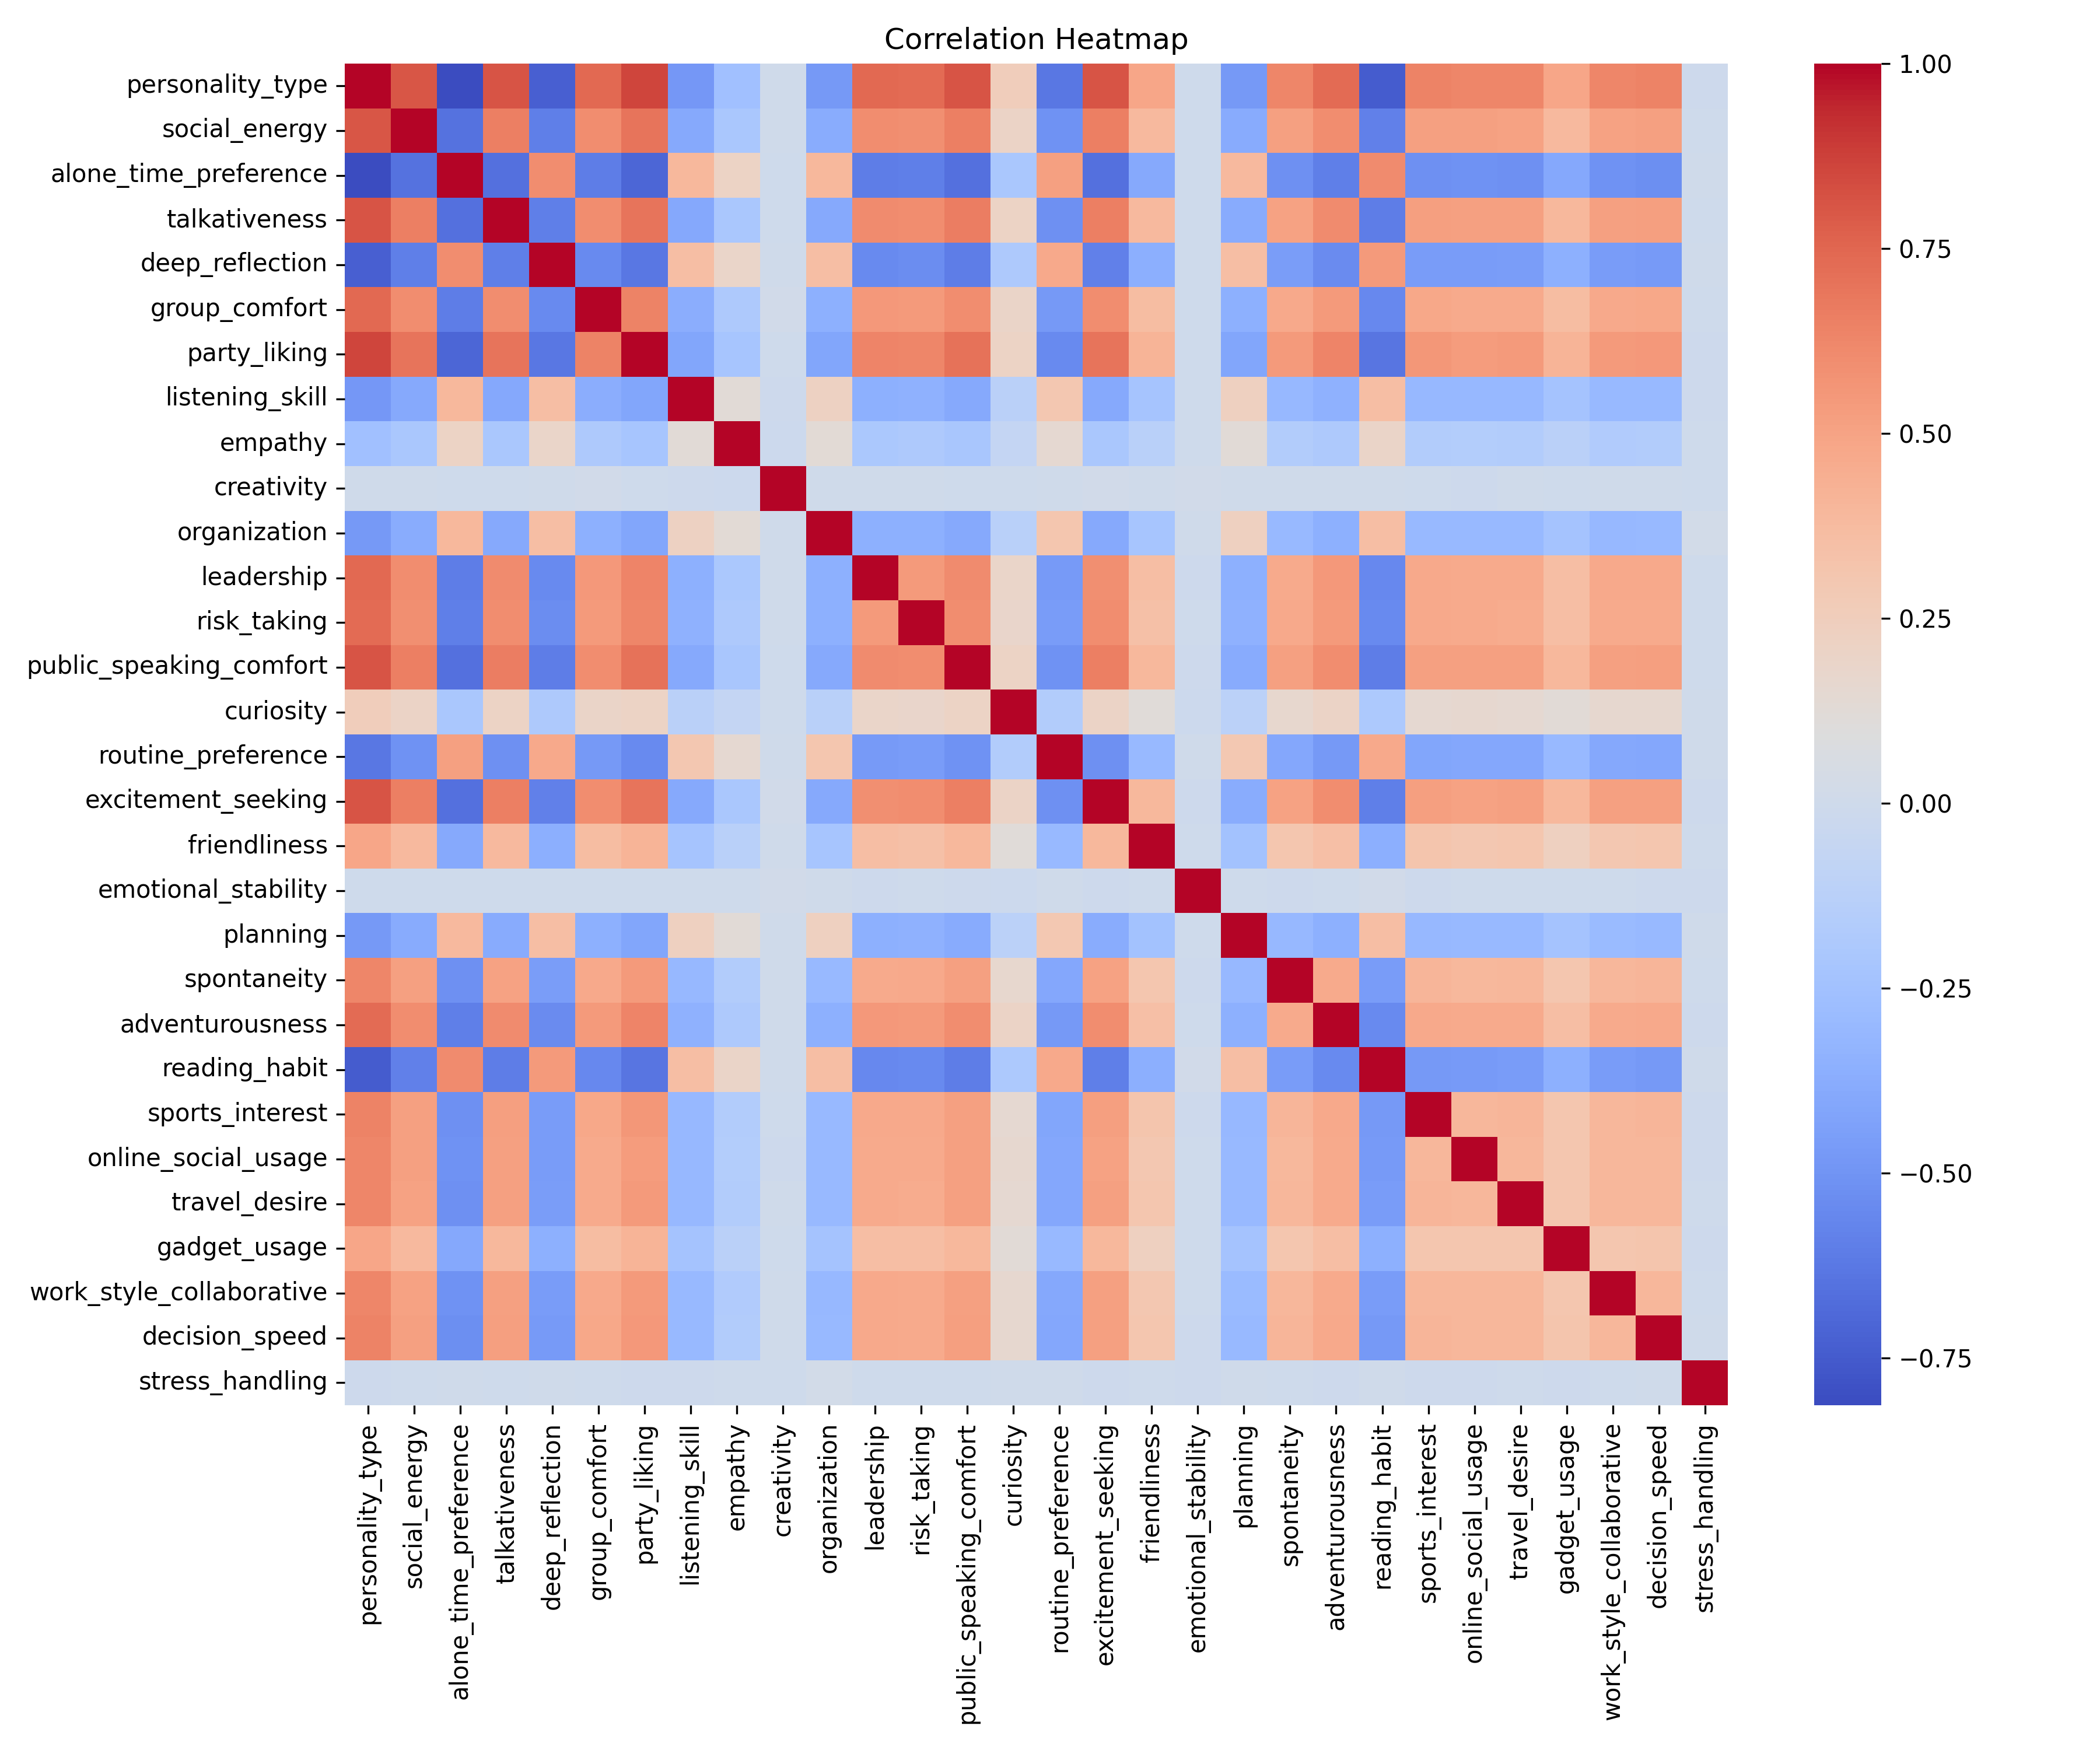 Correlation Heatmap
personality_type
social_energy
alone_time_preference
talkativeness
deep_reflection
group_comfort
party_liking
listening_skill
empathy
creativity
organization
leadership
risk_taking
public_speaking_comfort
curiosity
routine_preference
excitement_seeking
friendliness
emotional_stability
planning
spontaneity
adventurousness
reading_habit
sports_interest
online_social_usage
travel_desire
gadget_usage
work_style_collaborative
decision_speed
stress_handling
personality_type
social_energy
alone_time_preference
talkativeness
deep_reflection
group_comfort
party_liking
listening_skill
empathy
creativity
organization
leadership
risk_taking
public_speaking_comfort
curiosity
routine_preference
excitement_seeking
friendliness
emotional_stability
planning
spontaneity
adventurousness
reading_habit
sports_interest
online_social_usage
travel_desire
gadget_usage
work_style_collaborative
decision_speed
stress_handling
1.00
0.75
0.50
0.25
0.00
−0.25
−0.50
−0.75